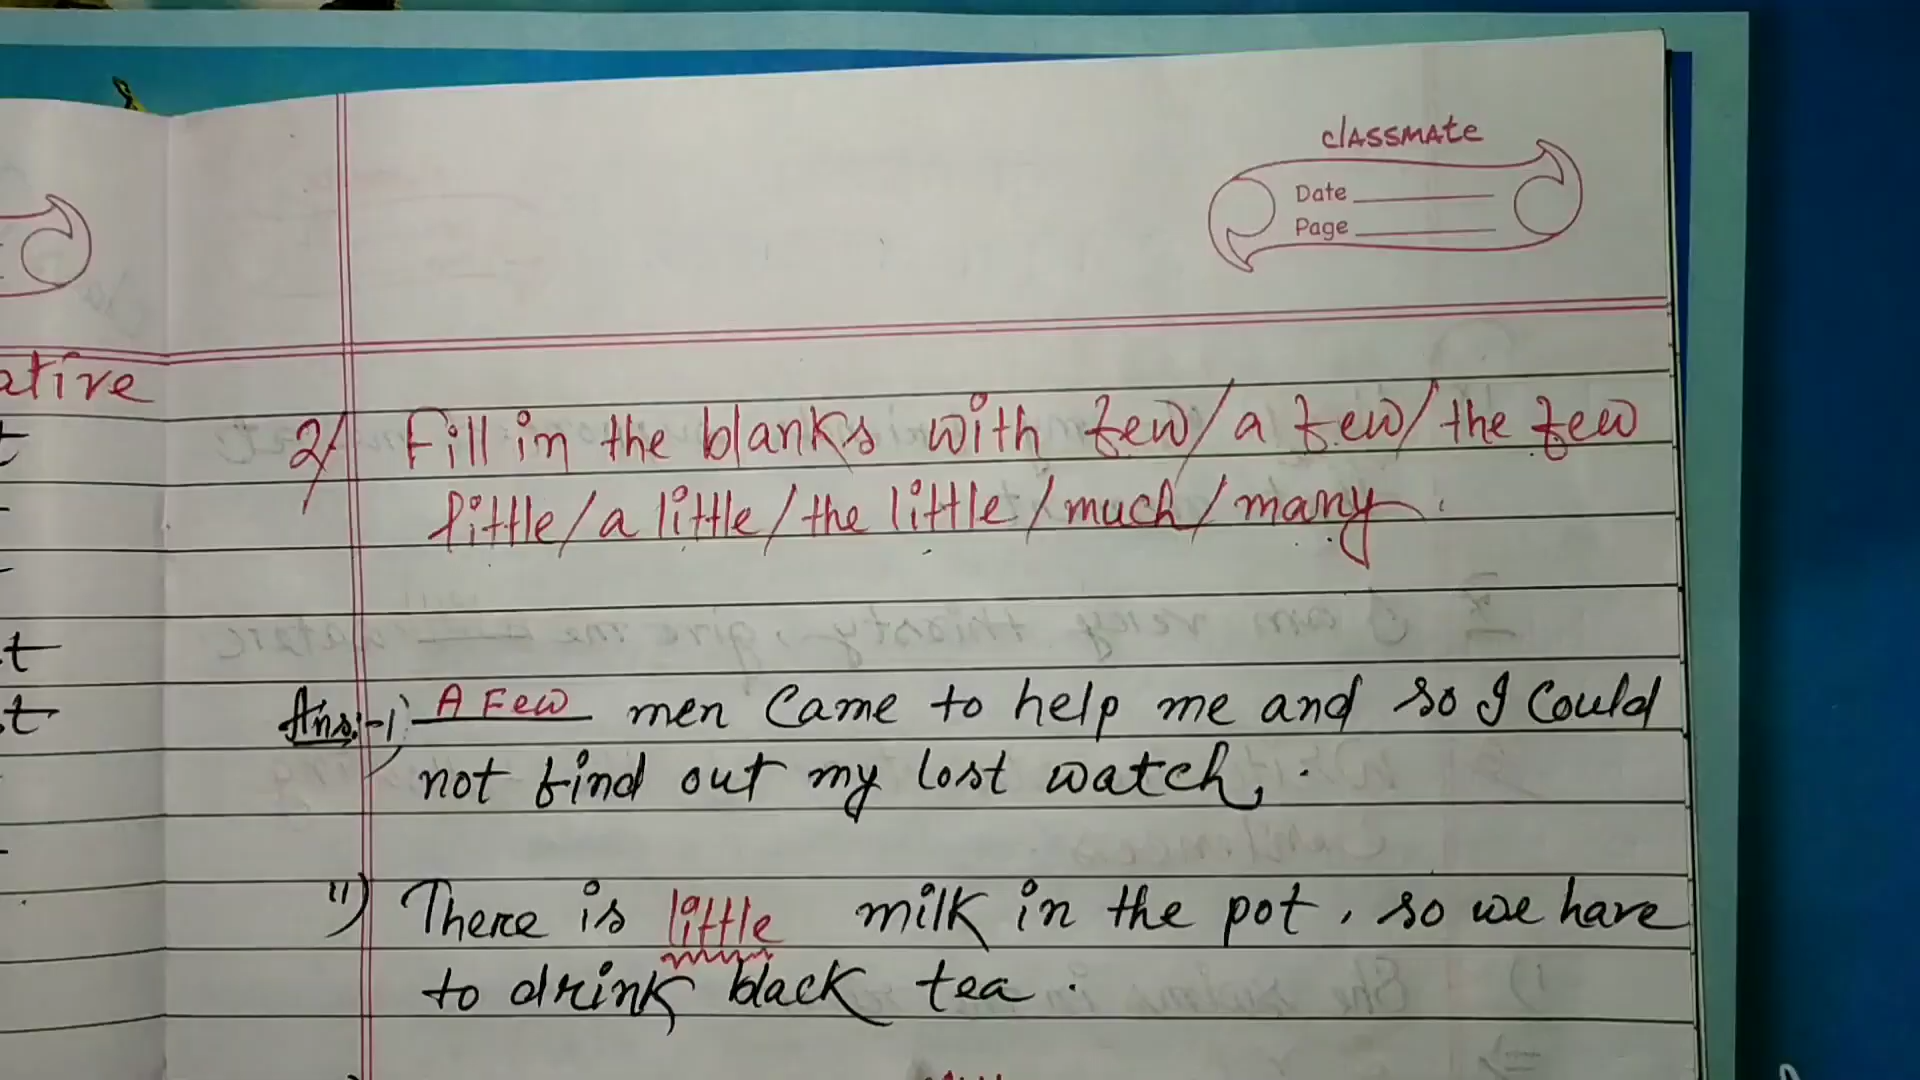 classmate
Date
Page
ative
2/ Fill in the blanks with few/a few/the few
little/a little/the little/much/many.
Ans:-i) A Few men Came to help me and so I Could
not find out my lost watch.
ii) There is little milk in the pot, so we have
to drink black tea.